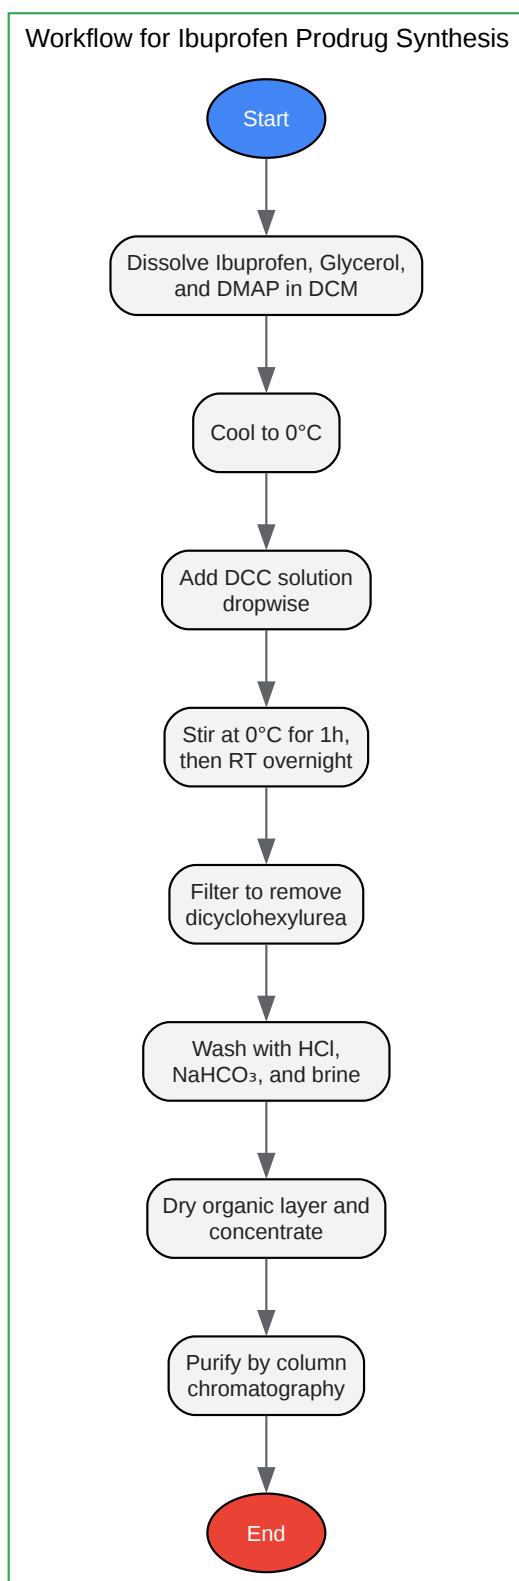 Workflow for Ibuprofen Prodrug Synthesis
Start
Dissolve Ibuprofen, Glycerol,
and DMAP in DCM
Cool to 0°C
Add DCC solution
dropwise
Stir at 0°C for 1h,
then RT overnight
Filter to remove
dicyclohexylurea
Wash with HCl,
NaHCO₃, and brine
Dry organic layer and
concentrate
Purify by column
chromatography
End